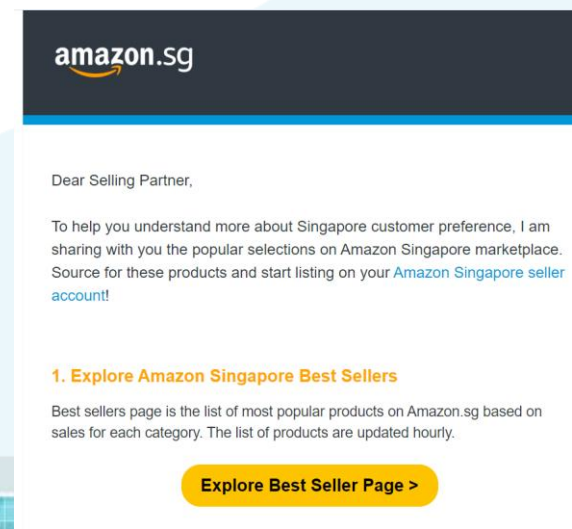 amazon.sg
Dear Selling Partner,
To help you understand more about Singapore customer preference, I am
sharing with you the popular selections on Amazon Singapore marketplace.
Source for these products and start listing on your Amazon Singapore seller
account!
1. Explore Amazon Singapore Best Sellers
Best sellers page is the list of most popular products on Amazon.sg based on
sales for each category. The list of products are updated hourly.
Explore Best Seller Page >